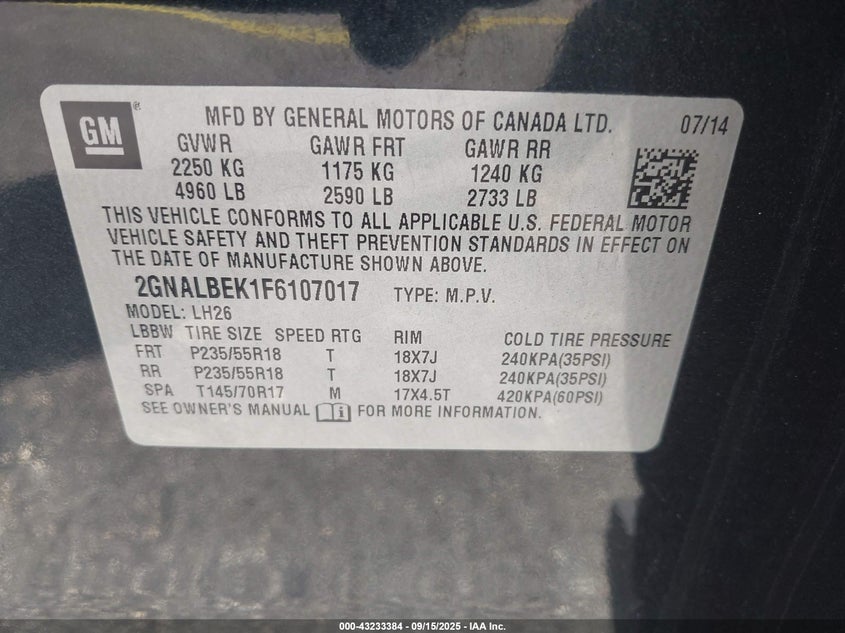 GM ®
MFD BY GENERAL MOTORS OF CANADA LTD. 07/14
GVWR GAWR FRT GAWR RR
2250 KG 1175 KG 1240 KG
4960 LB 2590 LB 2733 LB
THIS VEHICLE CONFORMS TO ALL APPLICABLE U.S. FEDERAL MOTOR
VEHICLE SAFETY AND THEFT PREVENTION STANDARDS IN EFFECT ON
THE DATE OF MANUFACTURE SHOWN ABOVE.
2GNALBEK1F6107017 TYPE: M.P.V.
MODEL: LH26
LBBW TIRE SIZE SPEED RTG RIM COLD TIRE PRESSURE
FRT P235/55R18 T 18X7J 240KPA(35PSI)
RR P235/55R18 T 18X7J 240KPA(35PSI)
SPA T145/70R17 M 17X4.5T 420KPA(60PSI)
SEE OWNER'S MANUAL i FOR MORE INFORMATION.
000-43233384 - 09/15/2025 - IAA Inc.